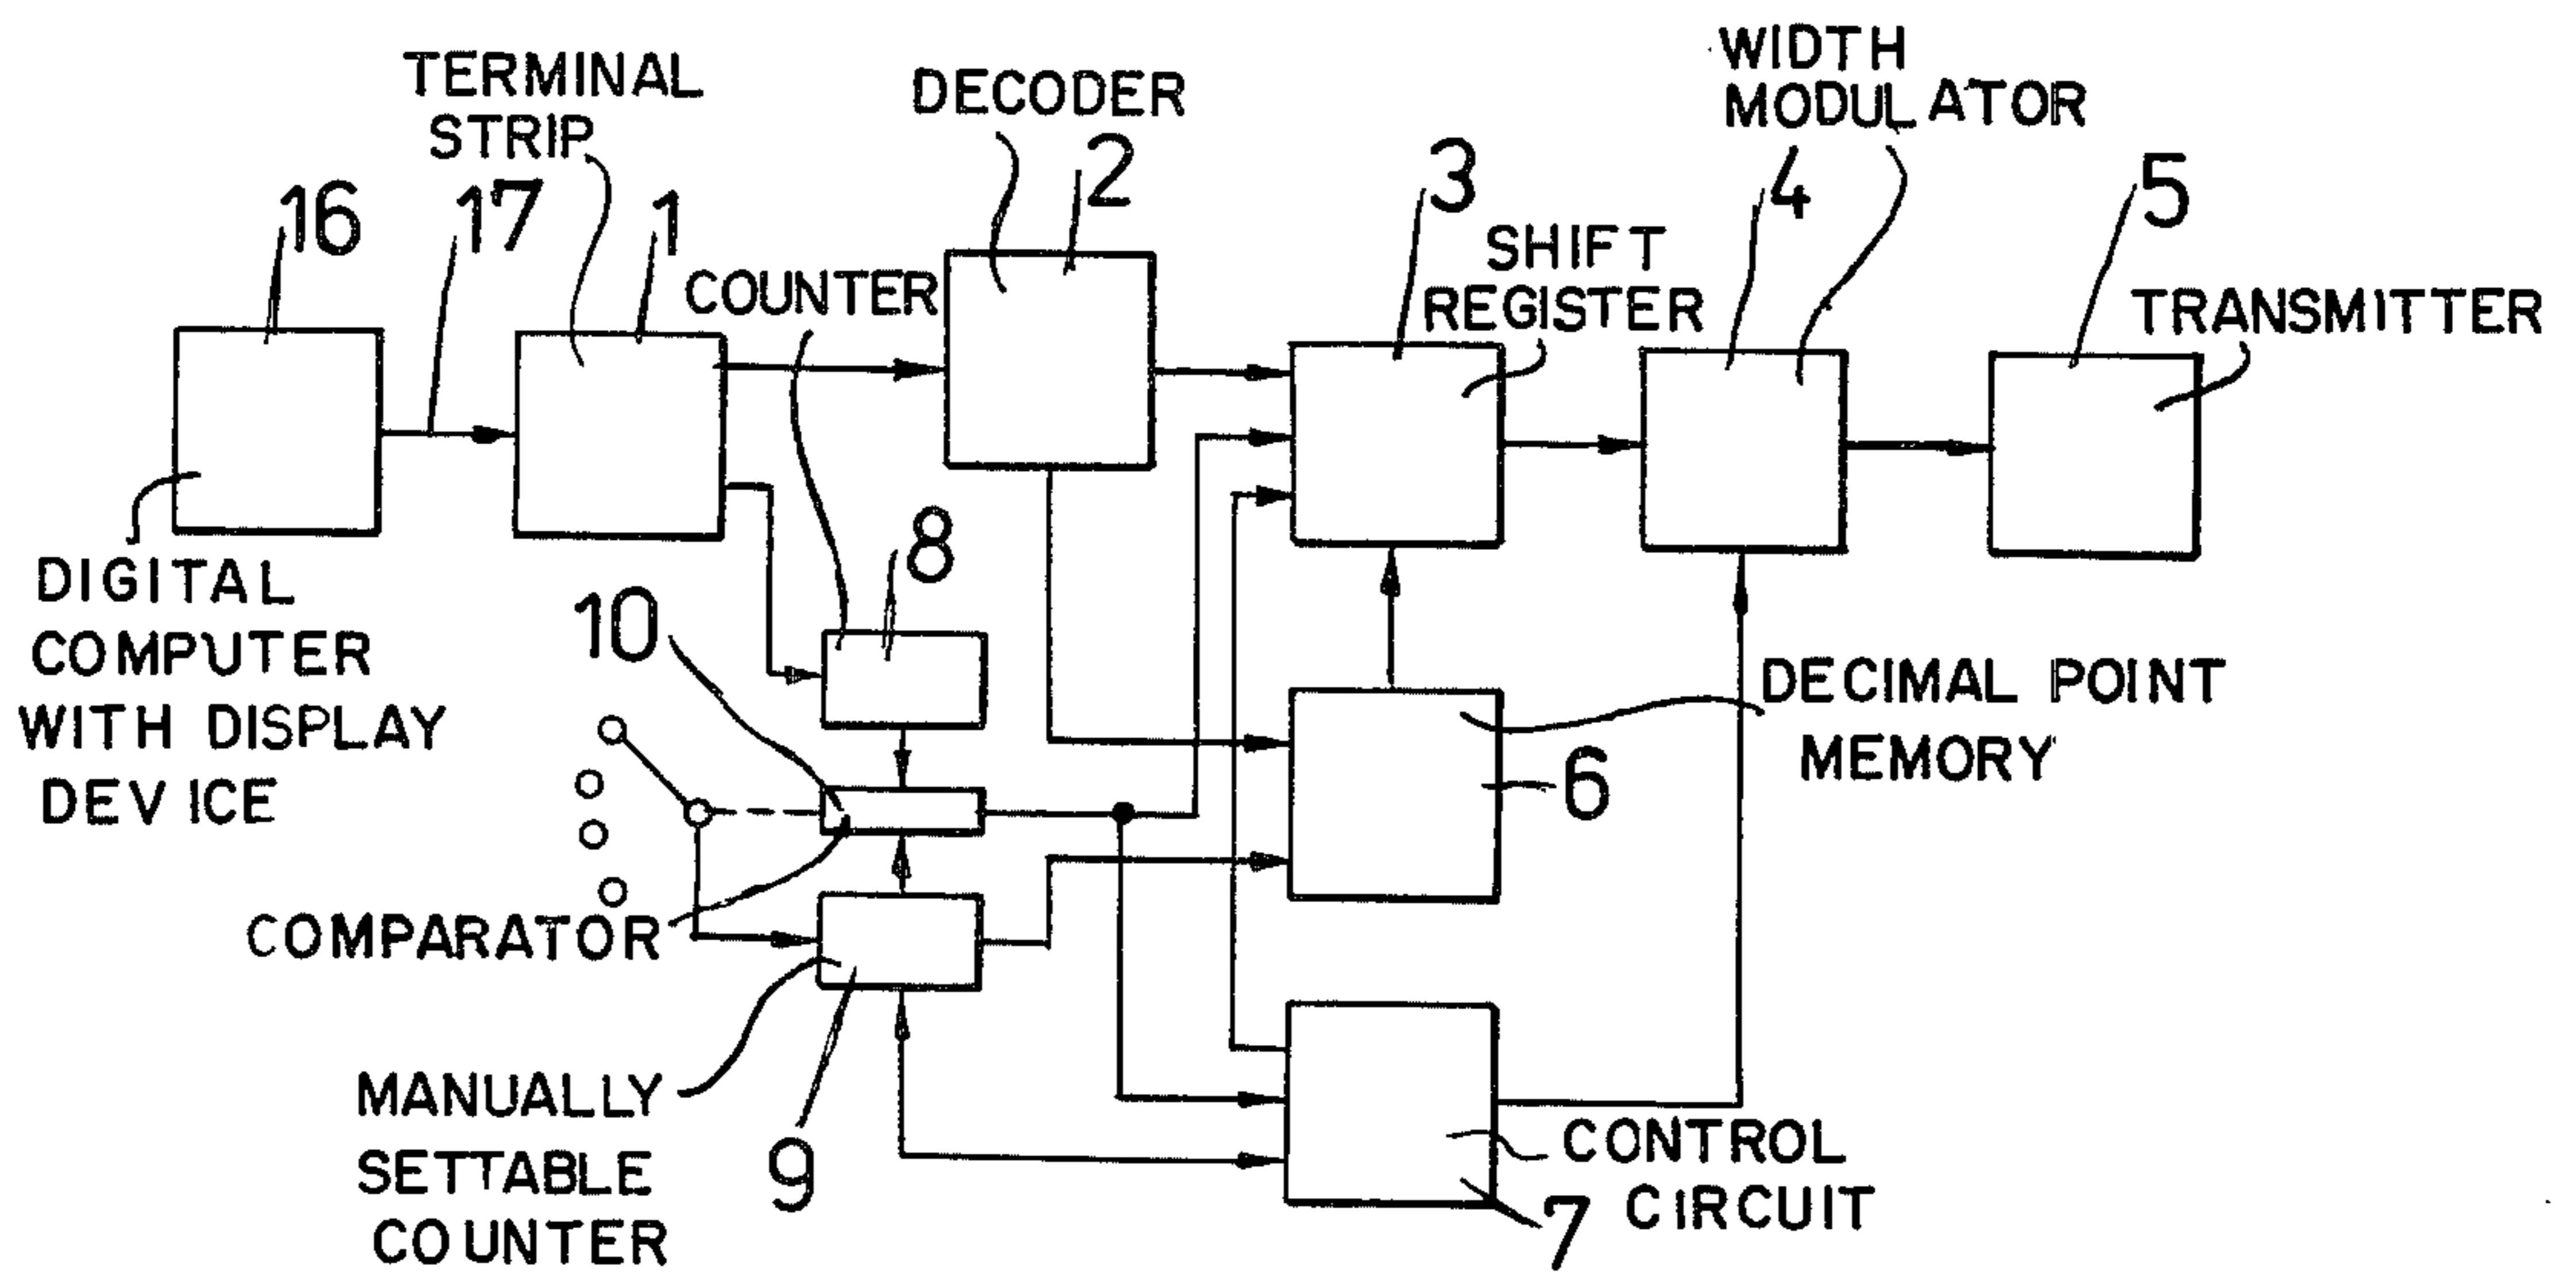 TERMINAL
STRIP
DECODER
WIDTH
MODULATOR
16
17
1
2
3
4
5
COUNTER
SHIFT
REGISTER
TRANSMITTER
DIGITAL
COMPUTER
WITH DISPLAY
DEVICE
8
10
DECIMAL POINT
MEMORY
6
COMPARATOR
MANUALLY
SETTABLE
COUNTER
9
CONTROL
CIRCUIT
7